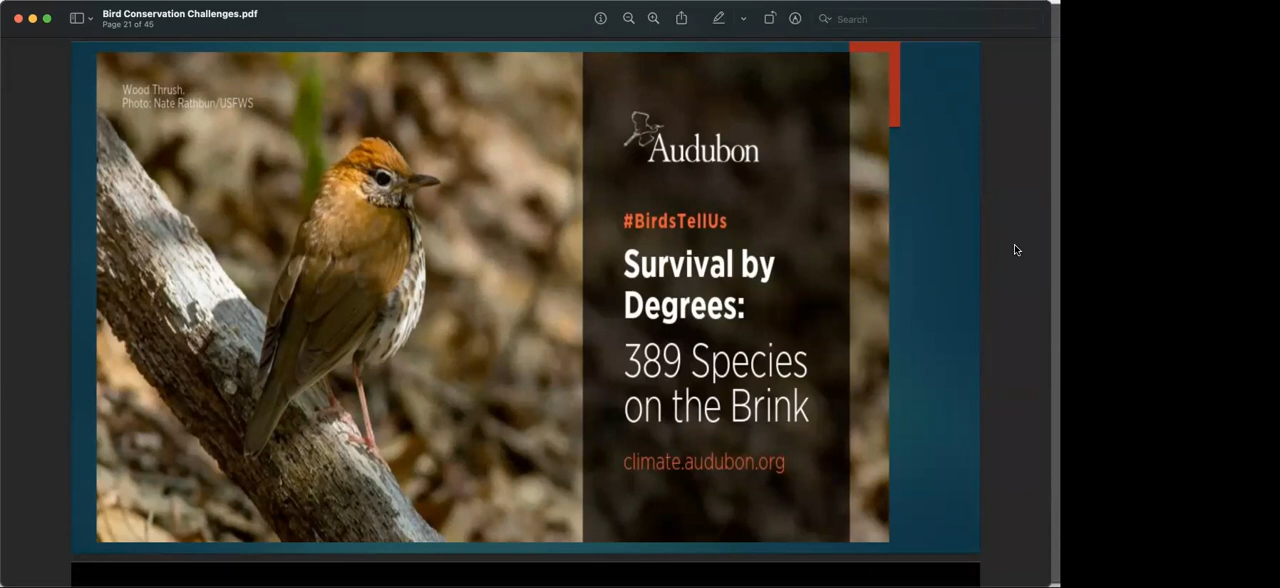 Bird Conservation Challenges.pdf
Page 21 of 45
Search
Wood Thrush.
Photo: Nate Rathbun/USFWS
Audubon
#BirdsTellUs
Survival by
Degrees:
389 Species
on the Brink
climate.audubon.org